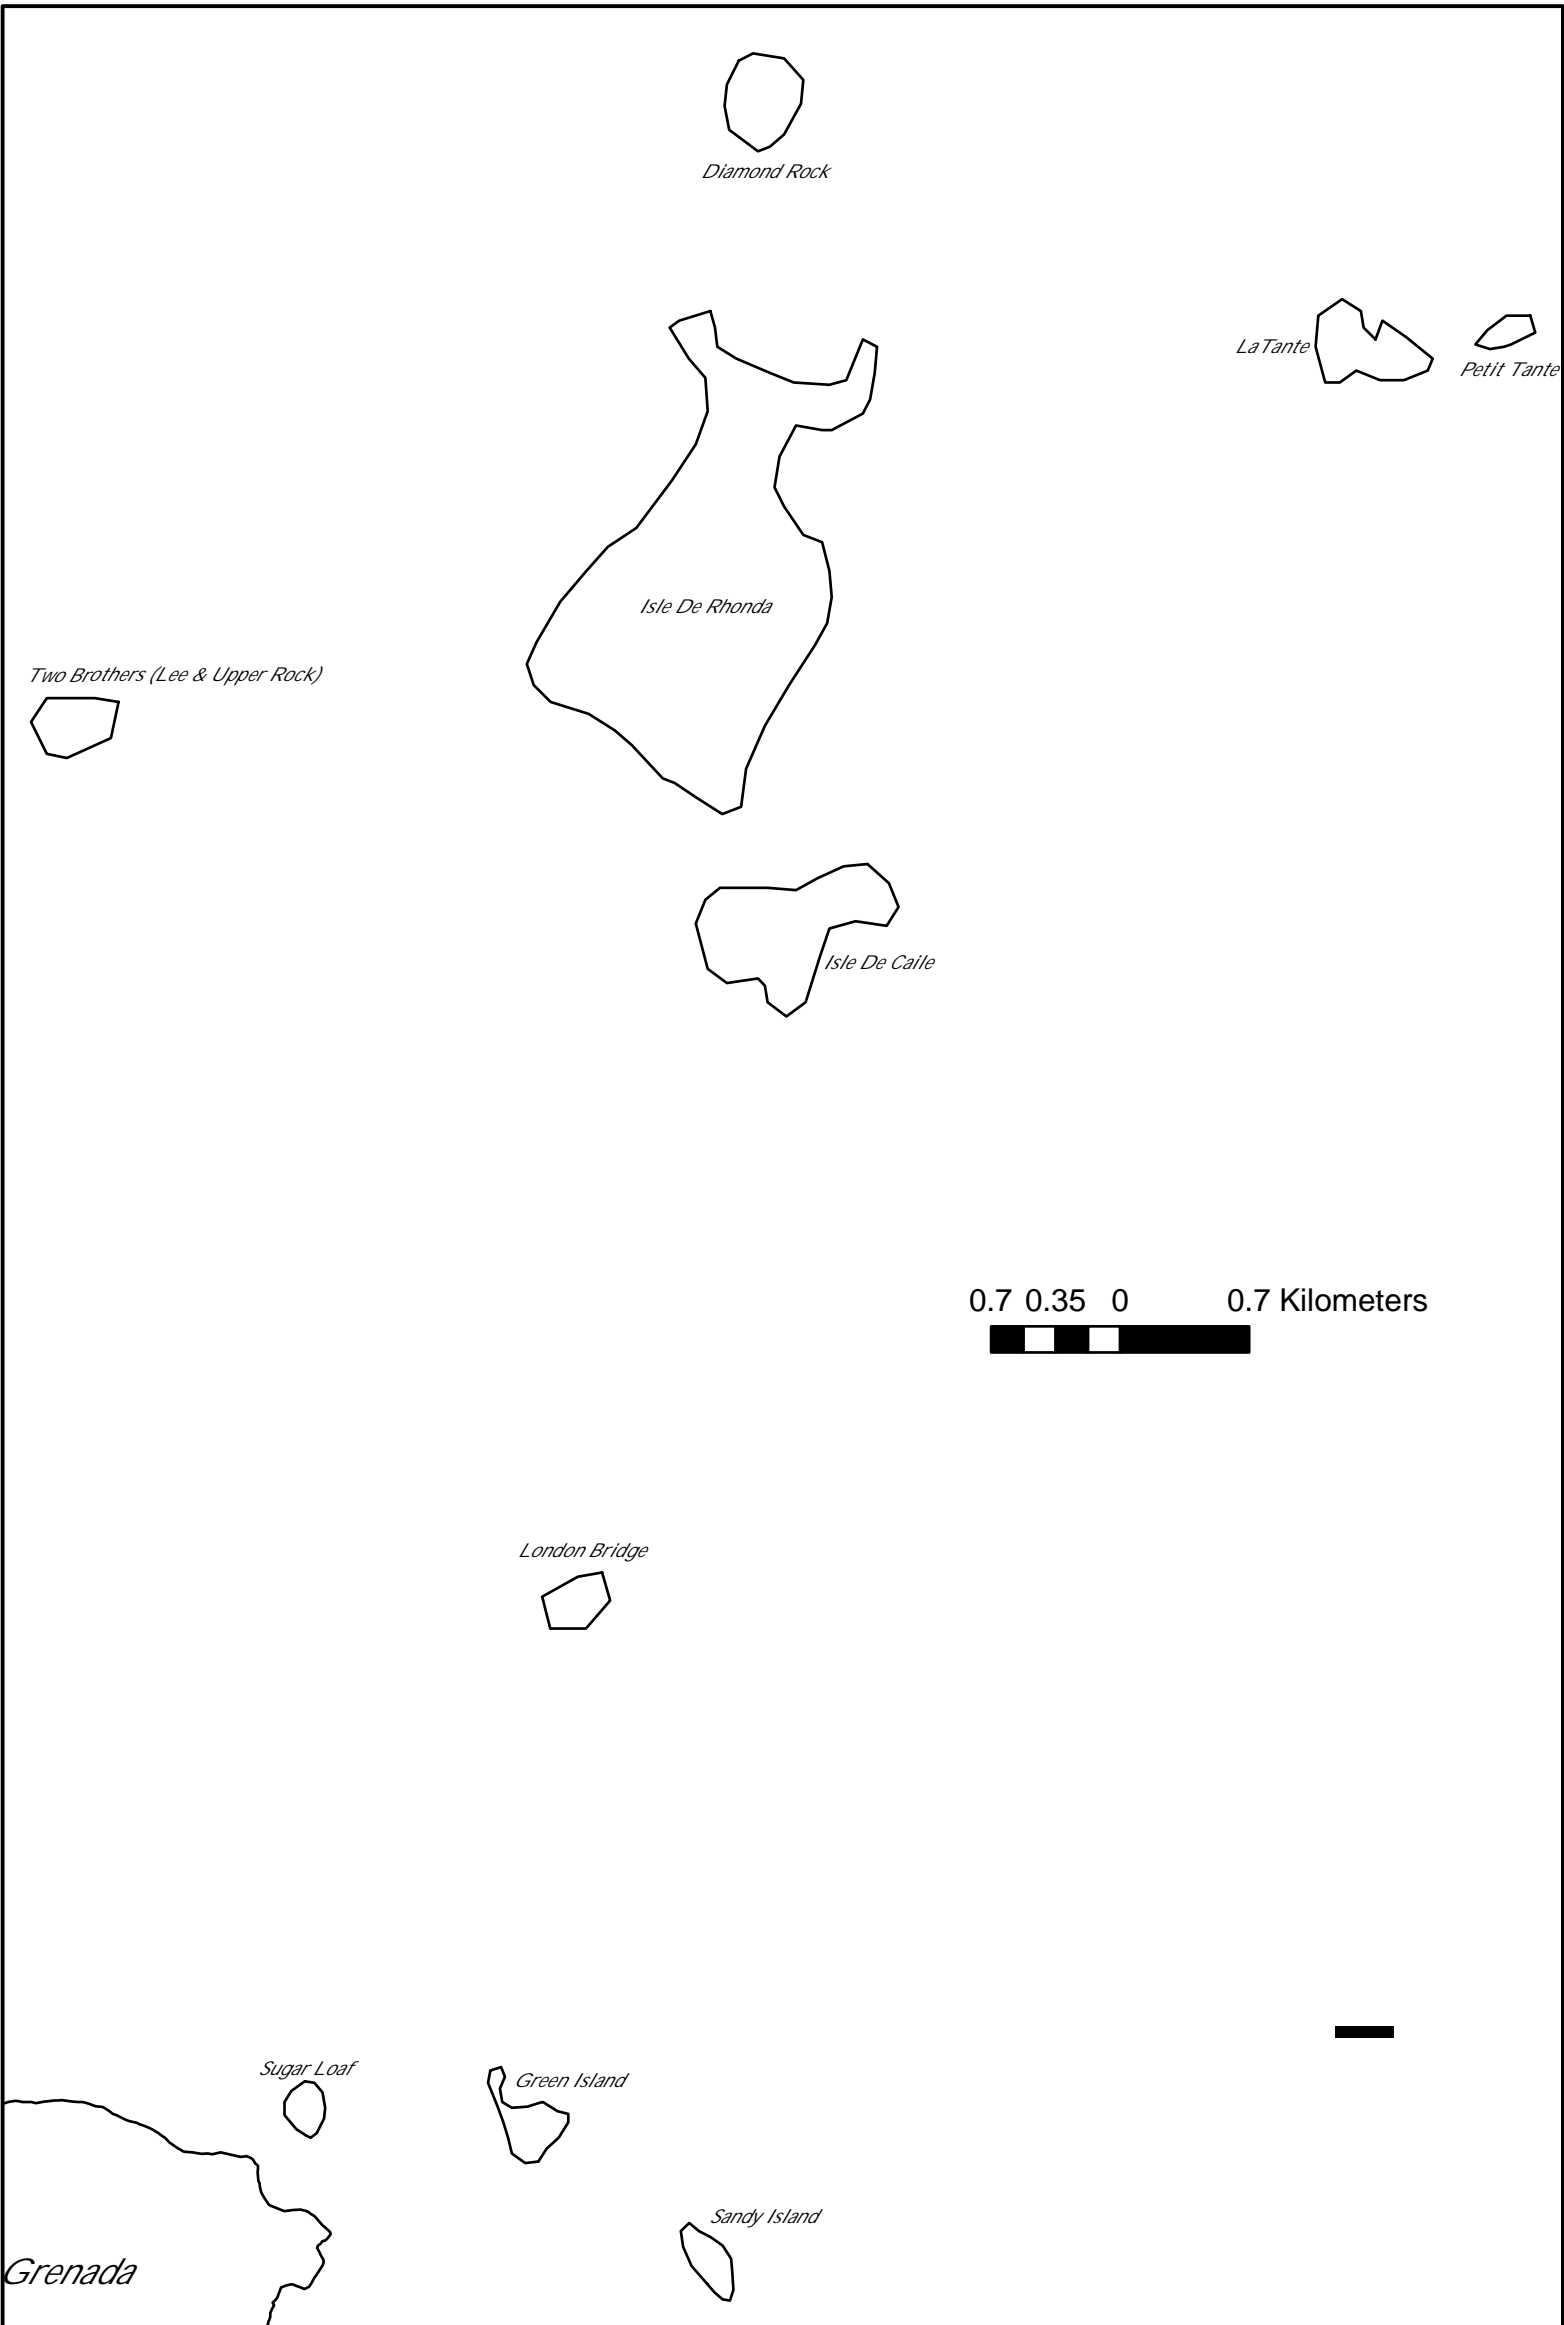 Diamond Rock
La Tante
Petit Tante
Isle De Rhonda
Two Brothers (Lee & Upper Rock)
Isle De Caile
0.7 0.35 0 0.7 Kilometers
London Bridge
Sugar Loaf
Green Island
Sandy Island
Grenada